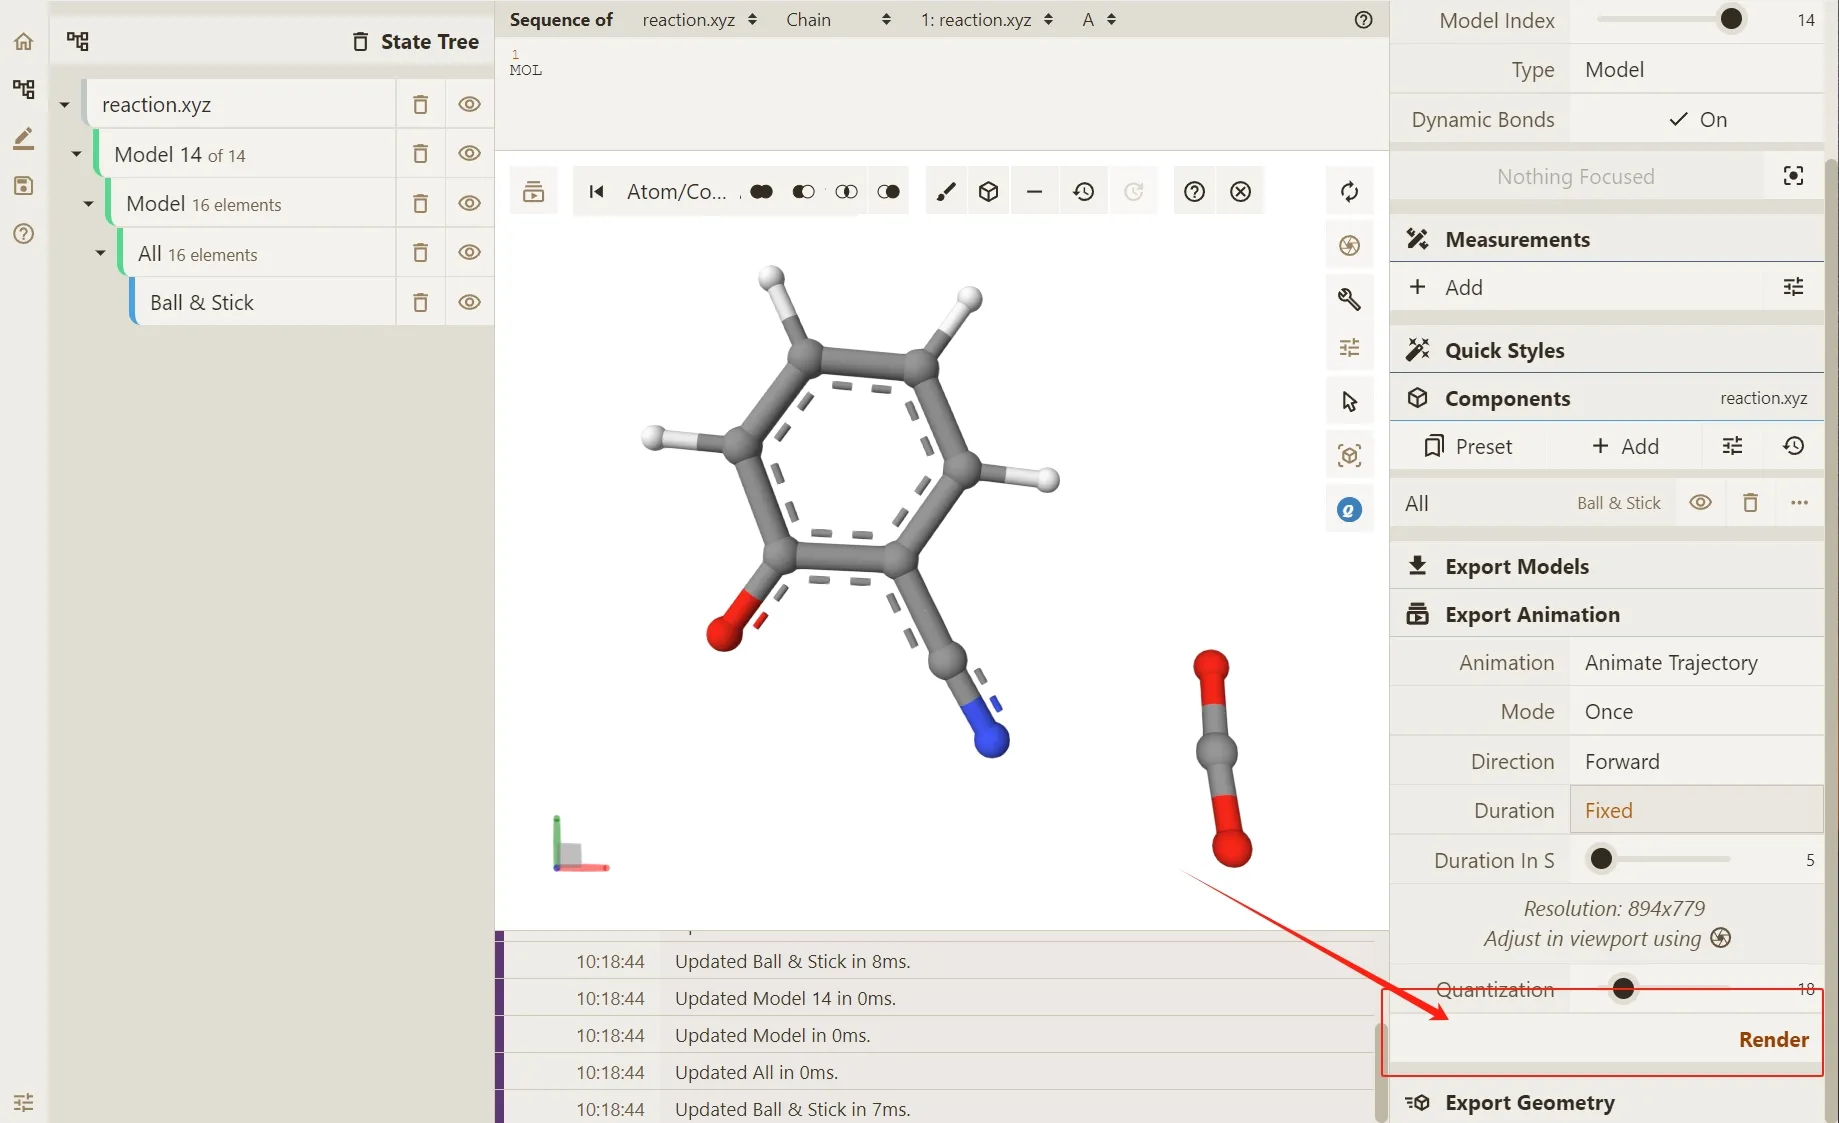 State Tree
reaction.xyz
Model 14 of 14
Model 16 elements
All 16 elements
Ball & Stick
Sequence of reaction.xyz Chain 1: reaction.xyz A
1
MOL
Atom/Co...
10:18:44 Updated Ball & Stick in 8ms.
10:18:44 Updated Model 14 in 0ms.
10:18:44 Updated Model in 0ms.
10:18:44 Updated All in 0ms.
10:18:44 Updated Ball & Stick in 7ms.
Model Index 14
Type Model
Dynamic Bonds On
Nothing Focused
Measurements
Add
Quick Styles
Components reaction.xyz
Preset Add
All Ball & Stick
Export Models
Export Animation
Animation Animate Trajectory
Mode Once
Direction Forward
Duration Fixed
Duration In S 5
Resolution: 894x779
Adjust in viewport using
Quantization 18
Render
Export Geometry